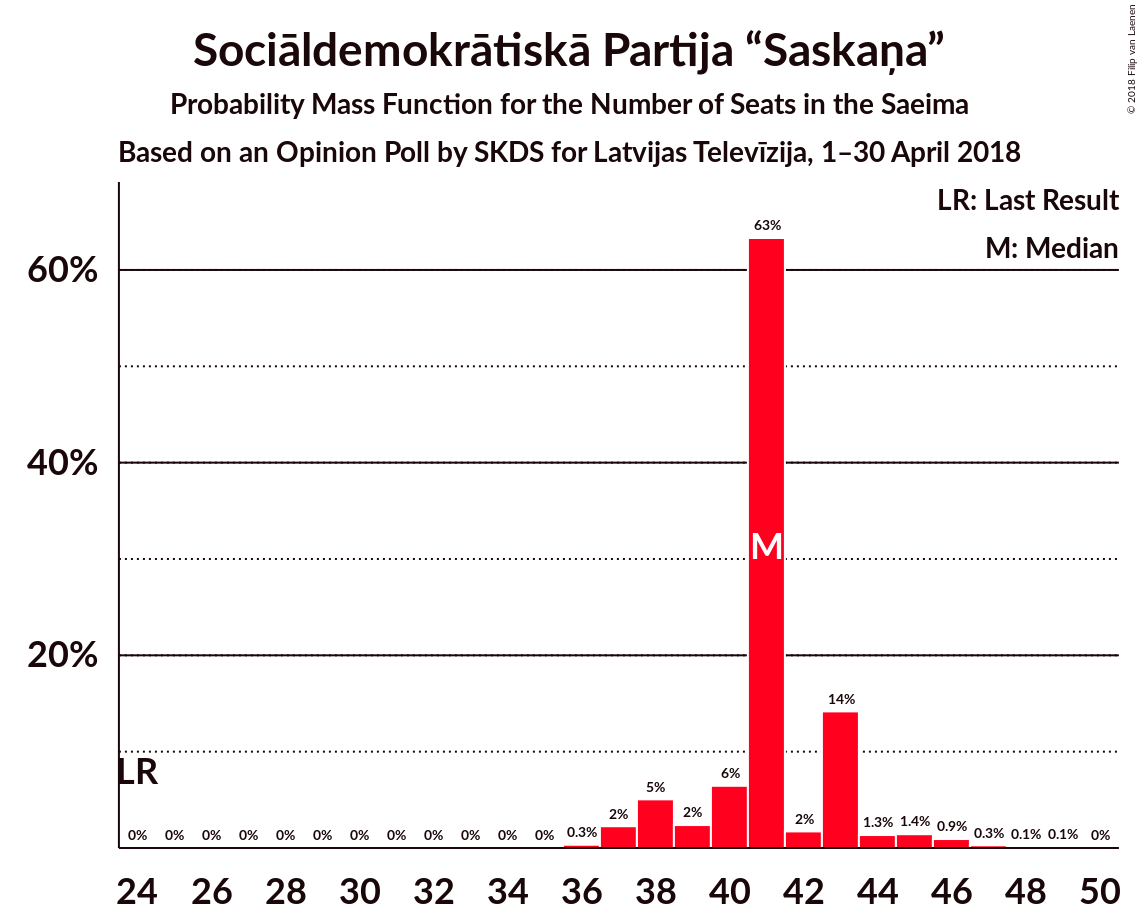 Sociāldemokrātiskā Partija “Saskaņa”
Probability Mass Function for the Number of Seats in the Saeima
Based on an Opinion Poll by SKDS for Latvijas Televīzija, 1–30 April 2018
© 2018 Filip van Laenen
LR: Last Result
M: Median
60%
40%
20%
LR
M
0% 0% 0% 0% 0% 0% 0% 0% 0% 0% 0% 0% 0.3% 2% 5% 2% 6% 63% 2% 14% 1.3% 1.4% 0.9% 0.3% 0.1% 0.1% 0%
24 26 28 30 32 34 36 38 40 42 44 46 48 50